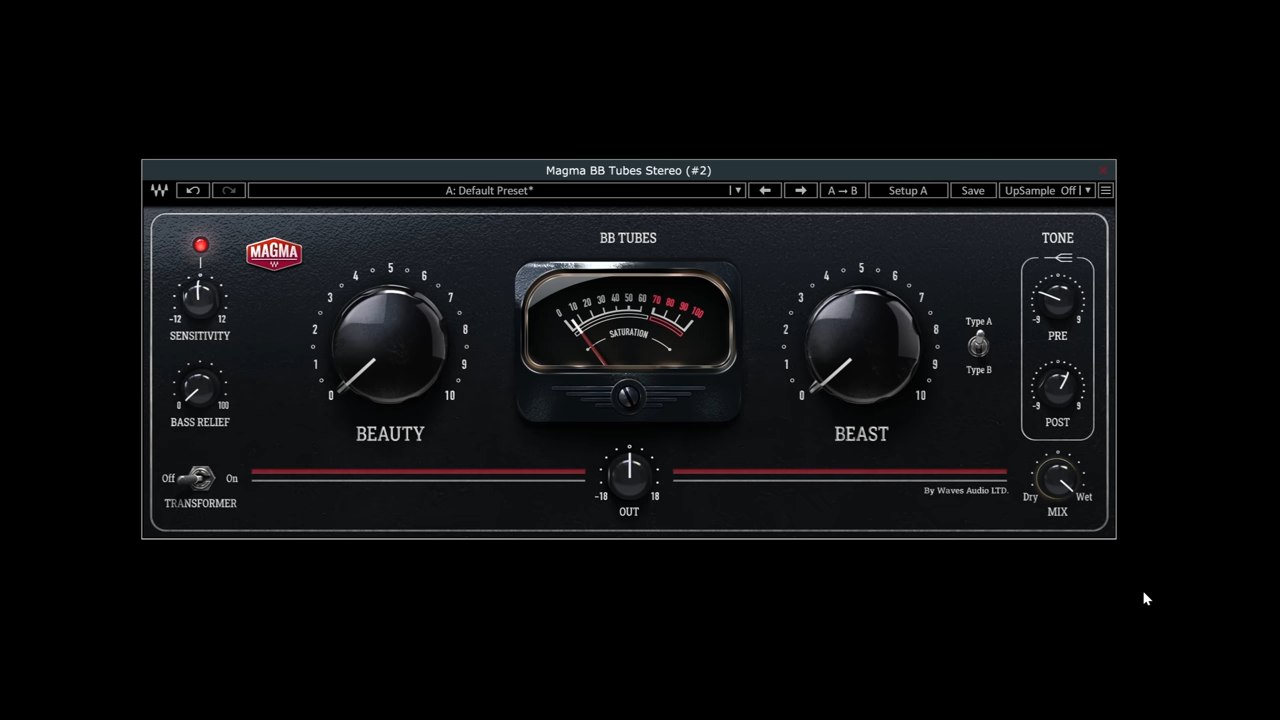 Magma BB Tubes Stereo (#2)
A: Default Preset*
A→B
Setup A
Save
UpSample Off
MAGMA
BB TUBES
TONE
-12 12
SENSITIVITY
0 100
BASS RELIEF
Off On
TRANSFORMER
0 1 2 3 4 5 6 7 8 9 10
BEAUTY
0 10 20 30 40 50 60 70 80 90 100
SATURATION
-18 18
OUT
0 1 2 3 4 5 6 7 8 9 10
BEAST
Type A
Type B
By Waves Audio LTD.
-9 9
PRE
-9 9
POST
Dry Wet
MIX